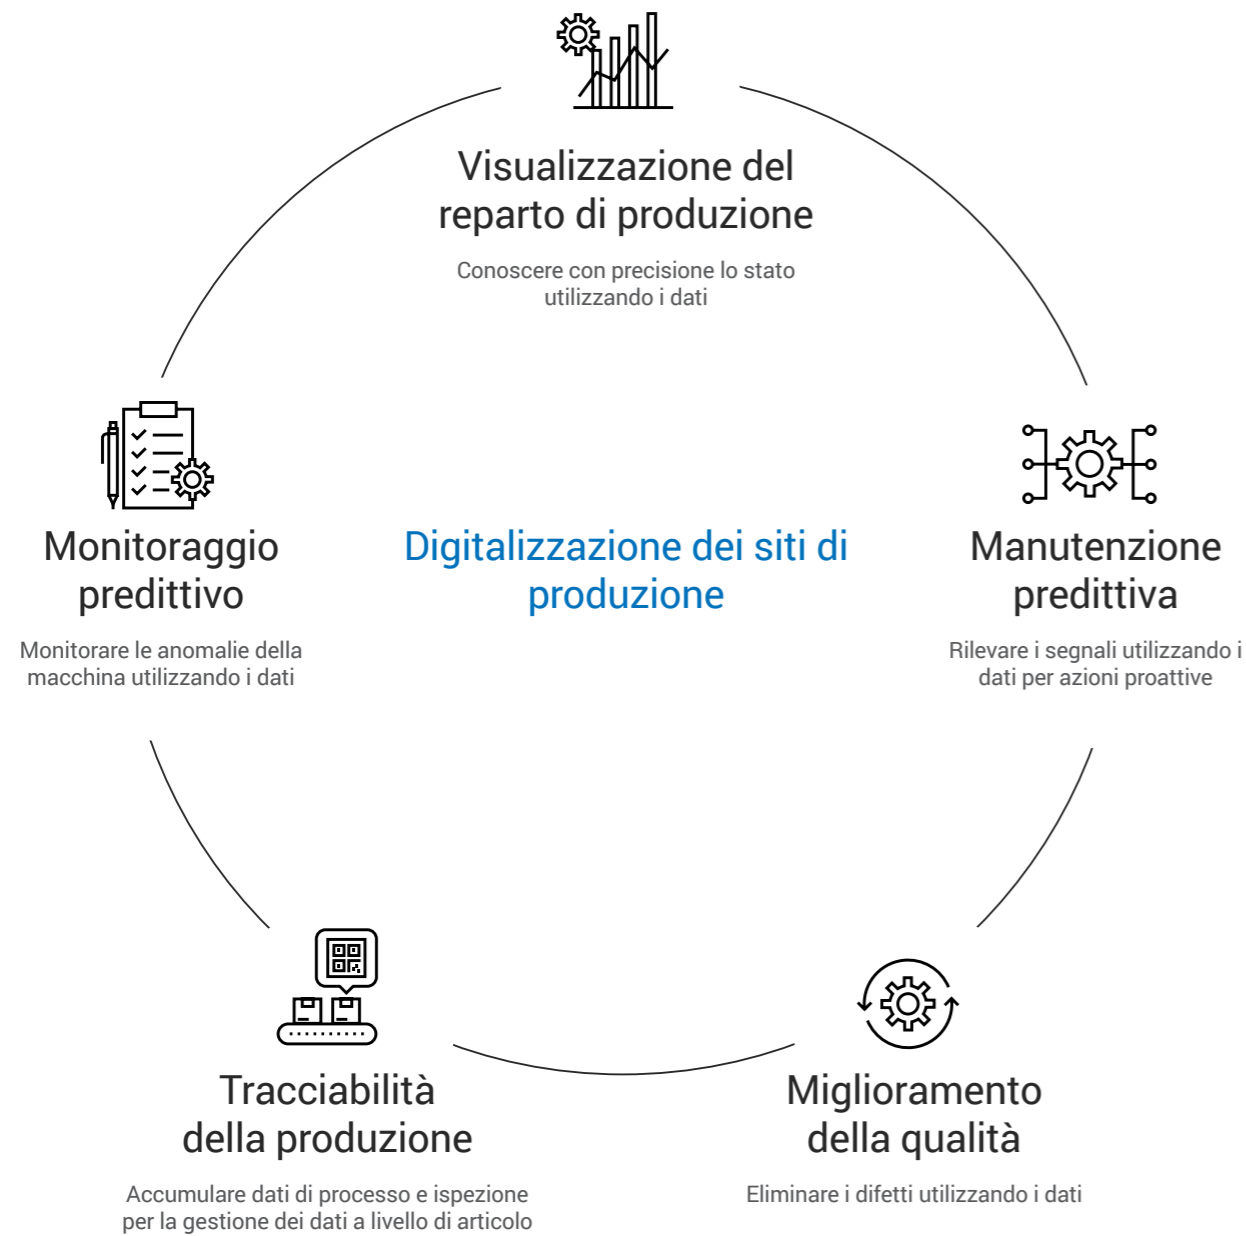 Visualizzazione del
reparto di produzione
Conoscere con precisione lo stato
utilizzando i dati
Monitoraggio
predittivo
Monitorare le anomalie della
macchina utilizzando i dati
Digitalizzazione dei siti di
produzione
Manutenzione
predittiva
Rilevare i segnali utilizzando i
dati per azioni proattive
Tracciabilità
della produzione
Accumulare dati di processo e ispezione
per la gestione dei dati a livello di articolo
Miglioramento
della qualità
Eliminare i difetti utilizzando i dati